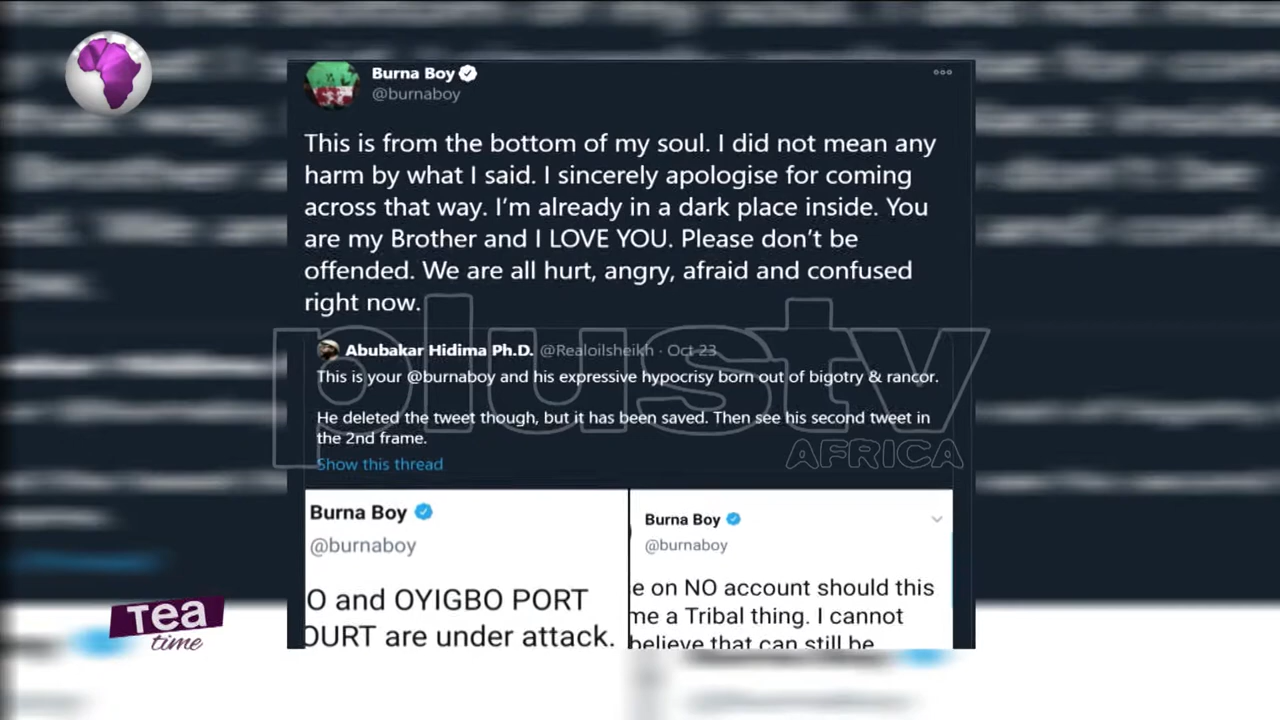 Burna Boy
@burnaboy
This is from the bottom of my soul. I did not mean any
harm by what I said. I sincerely apologise for coming
across that way. I’m already in a dark place inside. You
are my Brother and I LOVE YOU. Please don’t be
offended. We are all hurt, angry, afraid and confused
right now.
Abubakar Hidima Ph.D. @Realoilsheikh · Oct 23
This is your @burnaboy and his expressive hypocrisy born out of bigotry & rancor.
He deleted the tweet though, but it has been saved. Then see his second tweet in
the 2nd frame.
Show this thread
plustv
AFRICA
Burna Boy
@burnaboy
O and OYIGBO PORT
OURT are under attack.
Burna Boy
@burnaboy
e on NO account should this
me a Tribal thing. I cannot
believe that can still be
Tea
time